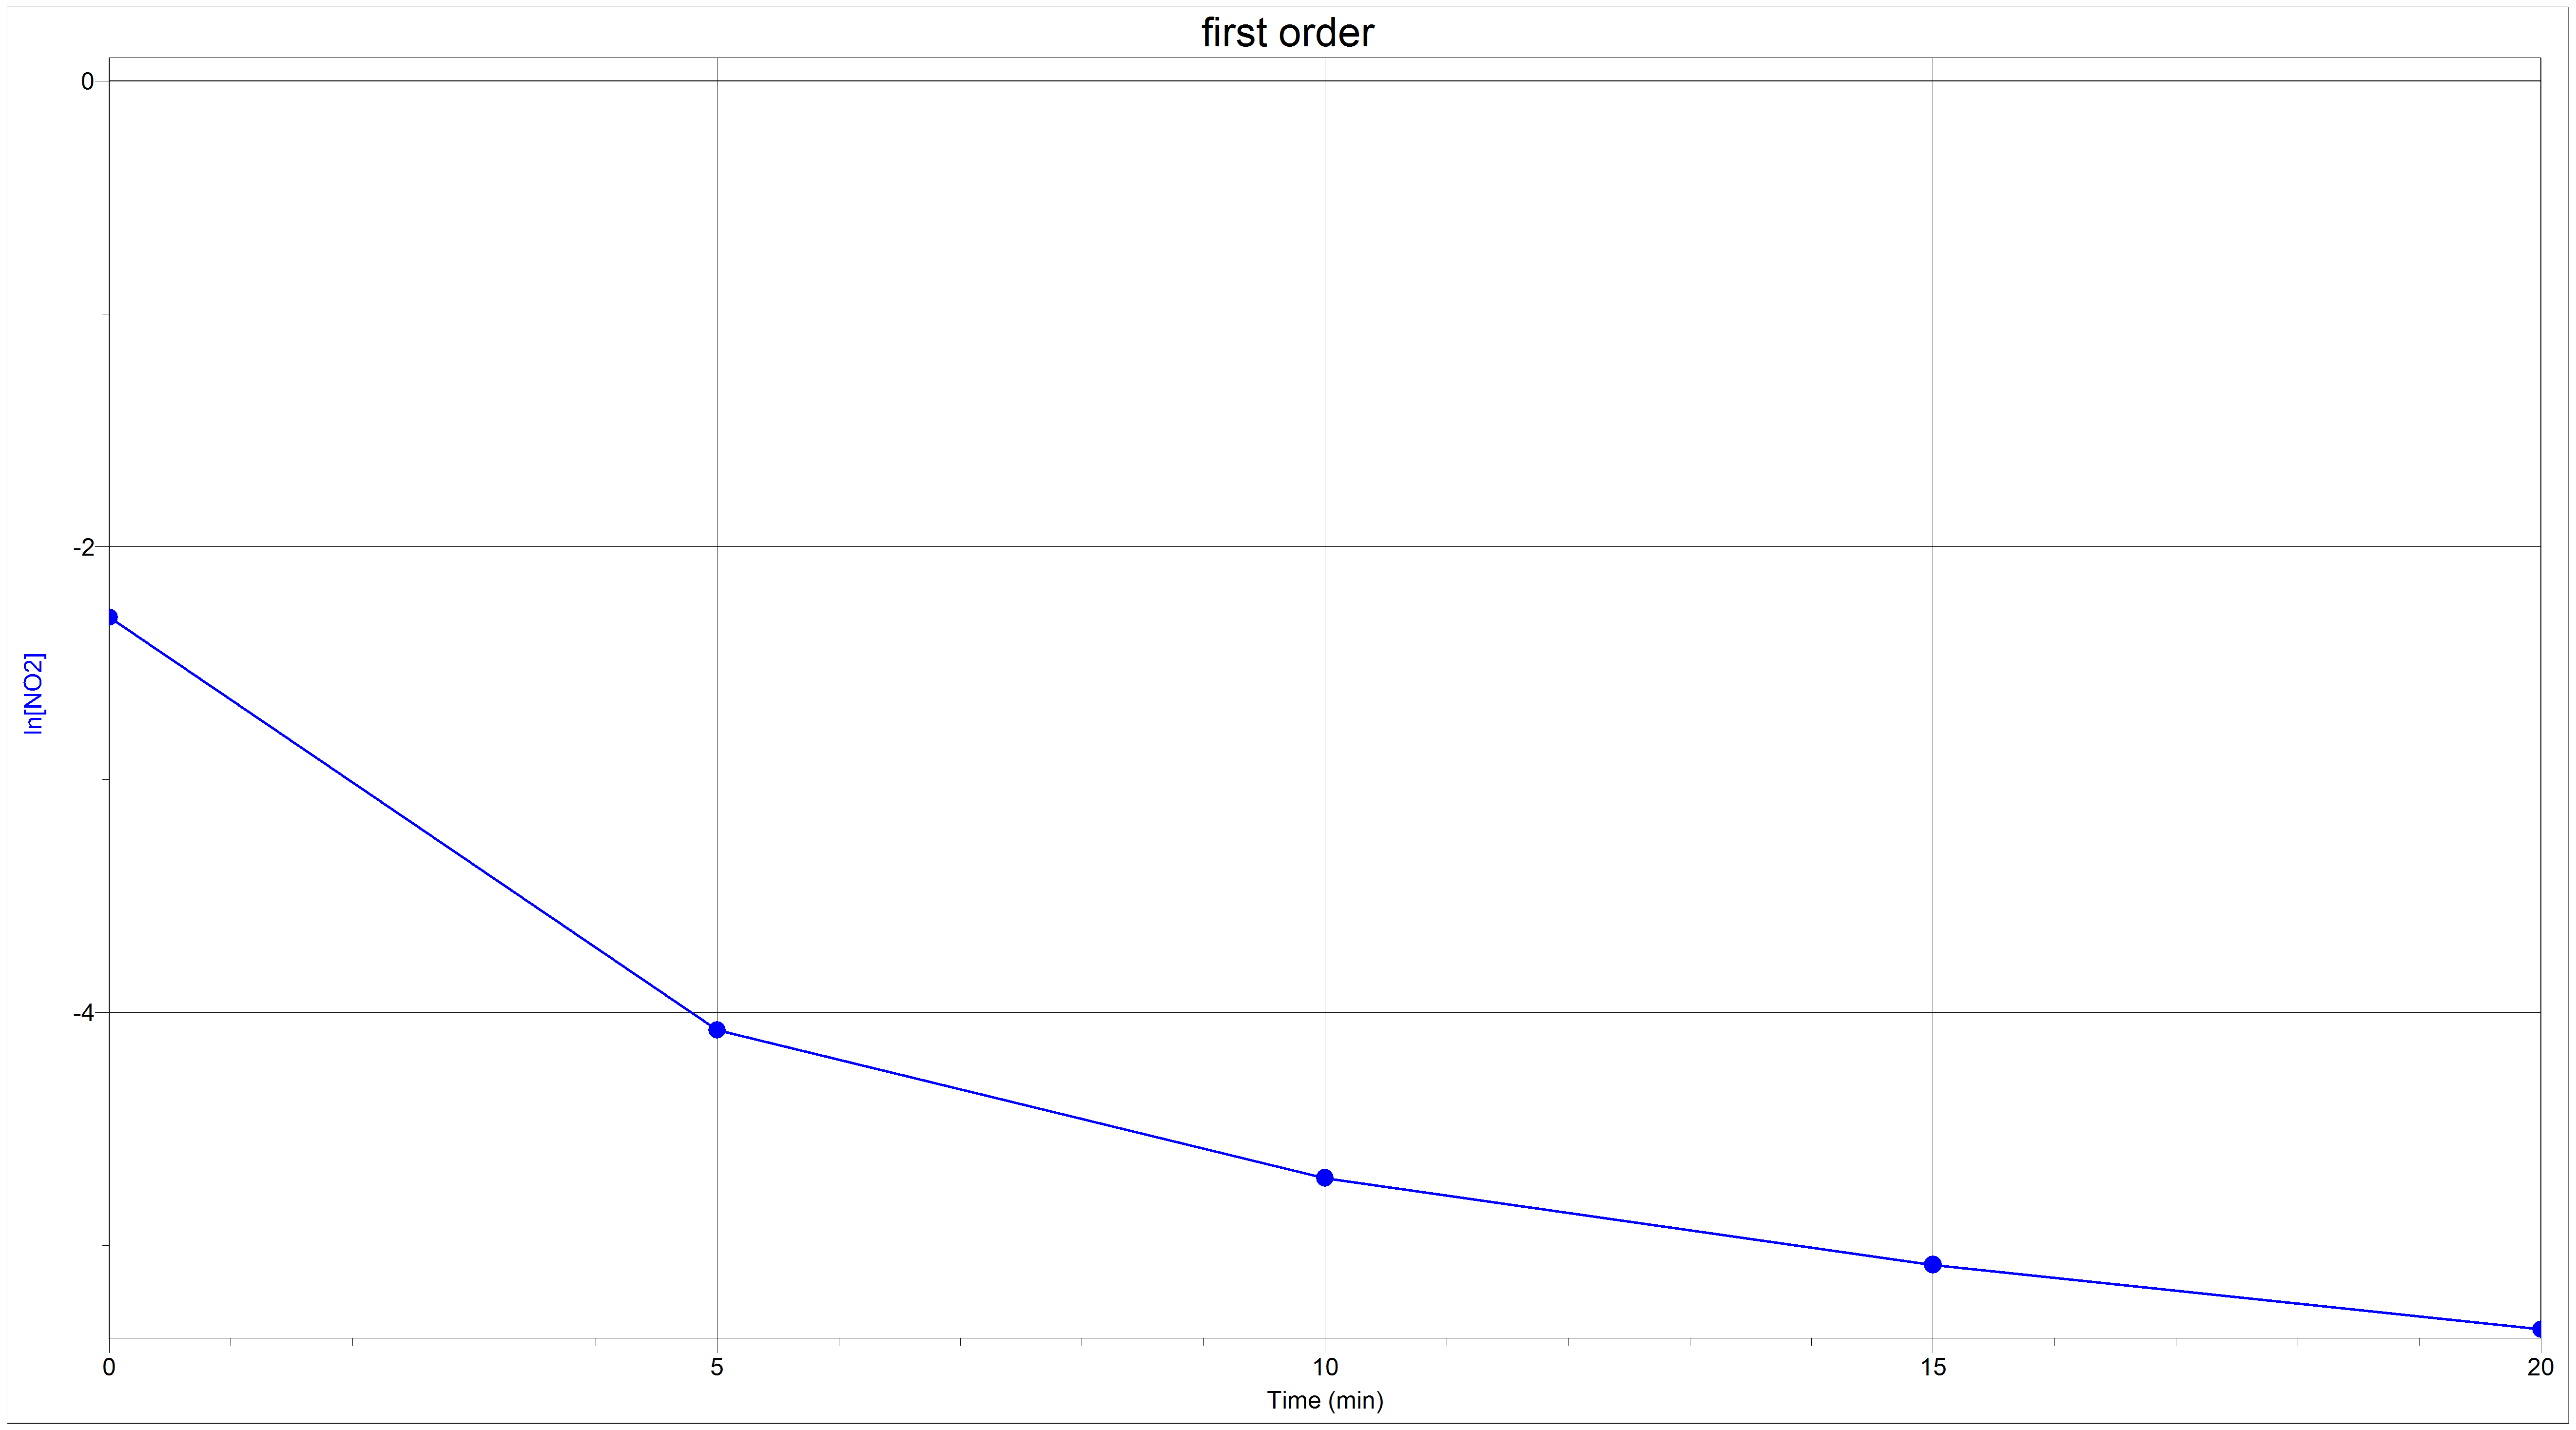 first order
0
-2
-4
ln[NO2]
0 5 10 15 20
Time (min)